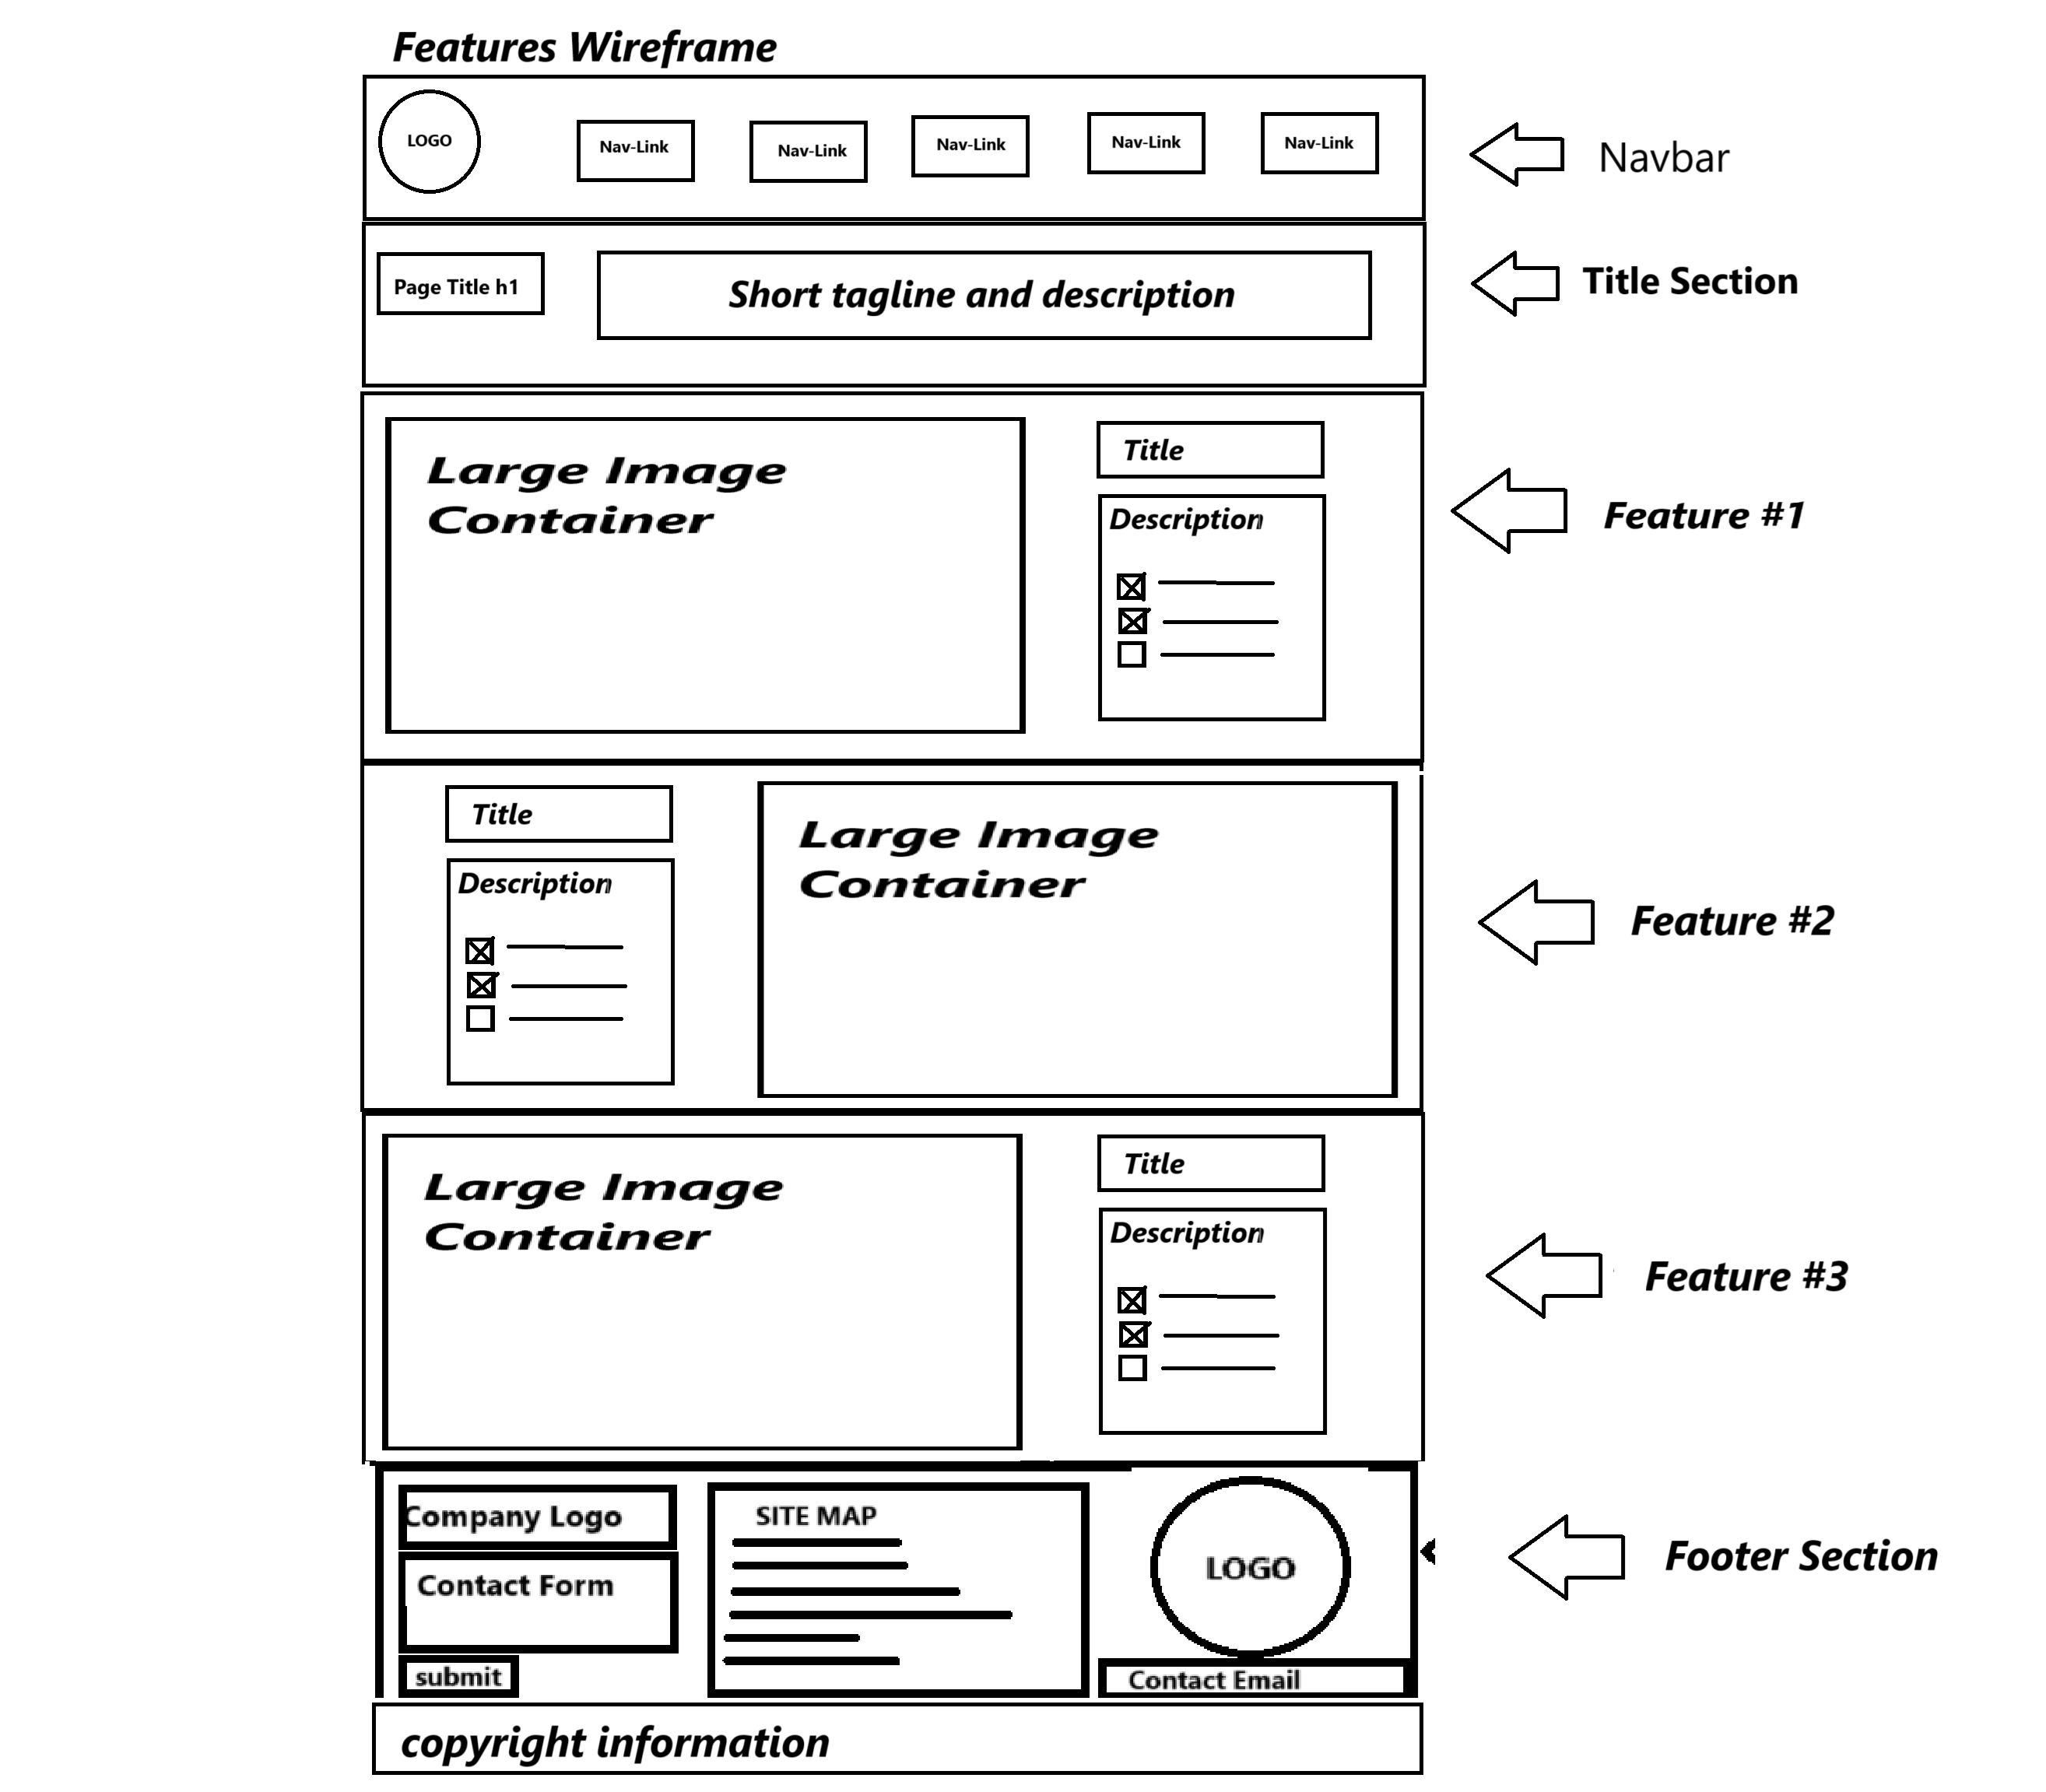 Features Wireframe
LOGO
Nav-Link
Nav-Link
Nav-Link
Nav-Link
Nav-Link
Navbar
Page Title h1
Short tagline and description
Title Section
Large Image
Container
Title
Description
Feature #1
Title
Description
Large Image
Container
Feature #2
Large Image
Container
Title
Description
Feature #3
Company Logo
Contact Form
submit
SITE MAP
LOGO
Contact Email
Footer Section
copyright information